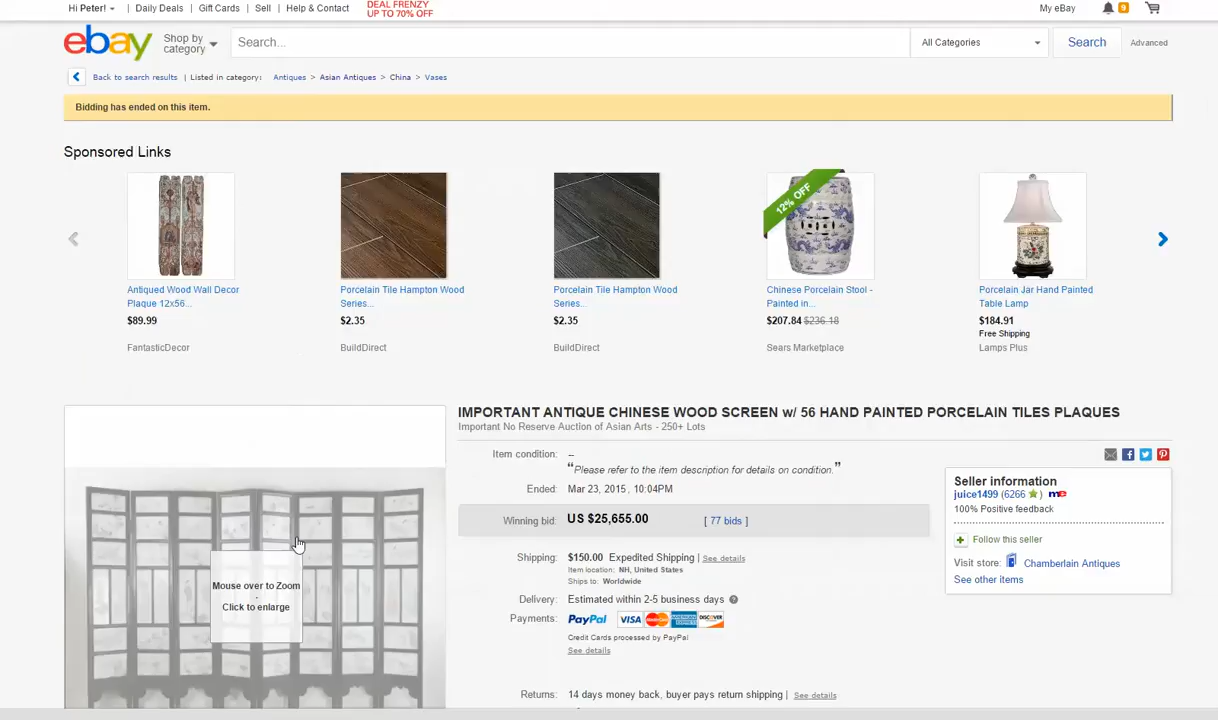 Hi Peter! | Daily Deals | Gift Cards | Sell | Help & Contact
DEAL FRENZY
UP TO 70% OFF
My eBay 9
ebay
Shop by
category
Search...
All Categories
Search
Advanced
Back to search results | Listed in category: Antiques > Asian Antiques > China > Vases
Bidding has ended on this item.
Sponsored Links
12% OFF
Antiqued Wood Wall Decor
Plaque 12x56...
$89.99
FantasticDecor
Porcelain Tile Hampton Wood
Series...
$2.35
BuildDirect
Porcelain Tile Hampton Wood
Series...
$2.35
BuildDirect
Chinese Porcelain Stool -
Painted in...
$207.84 $236.18
Sears Marketplace
Porcelain Jar Hand Painted
Table Lamp
$184.91
Free Shipping
Lamps Plus
Mouse over to Zoom
-
Click to enlarge
IMPORTANT ANTIQUE CHINESE WOOD SCREEN w/ 56 HAND PAINTED PORCELAIN TILES PLAQUES
Important No Reserve Auction of Asian Arts - 250+ Lots
Item condition: --
"Please refer to the item description for details on condition."
Ended: Mar 23, 2015 , 10:04PM
Winning bid: US $25,655.00 [ 77 bids ]
Shipping: $150.00 Expedited Shipping | See details
Item location: NH, United States
Ships to: Worldwide
Delivery: Estimated within 2-5 business days ?
Payments: PayPal VISA MasterCard AMERICAN EXPRESS DISCOVER
Credit Cards processed by PayPal
See details
Returns: 14 days money back, buyer pays return shipping | See details
Seller information
juice1499 (6266 ) me
100% Positive feedback
Follow this seller
Visit store: Chamberlain Antiques
See other items